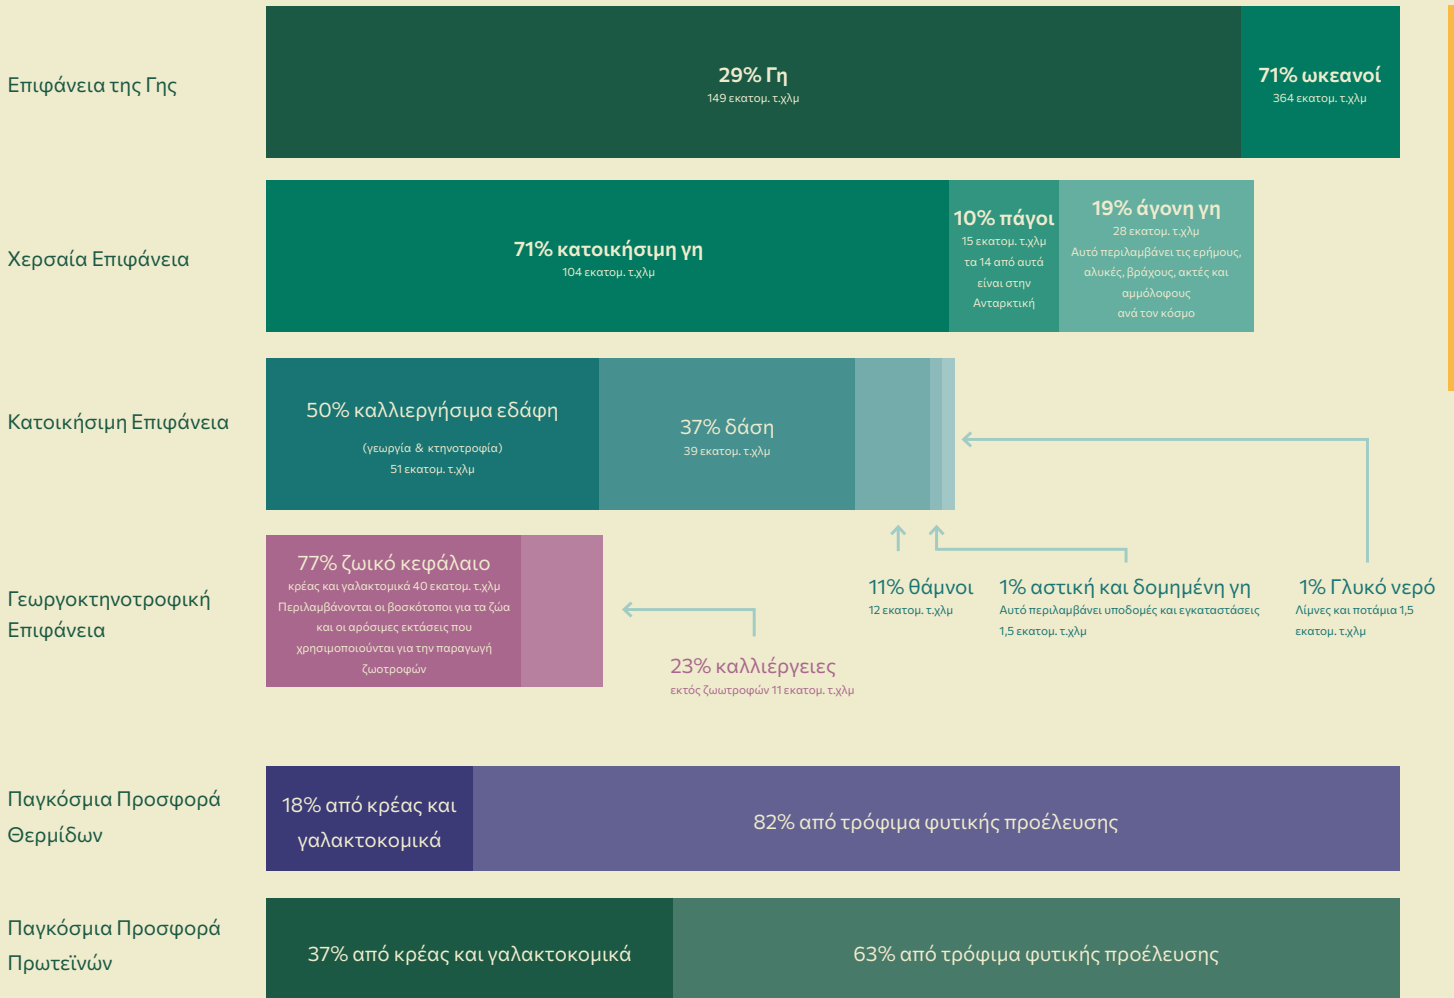 Επιφάνεια της Γης
29% Γη
149 εκατομ. τ.χλμ
71% ωκεανοί
364 εκατομ. τ.χλμ
Χερσαία Επιφάνεια
71% κατοικήσιμη γη
104 εκατομ. τ.χλμ
10% πάγοι
15 εκατομ. τ.χλμ
τα 14 από αυτά
είναι στην
Ανταρκτική
19% άγονη γη
28 εκατομ. τ.χλμ
Αυτό περιλαμβάνει τις ερήμους,
αλυκές, βράχους, ακτές και
αμμόλοφους
ανά τον κόσμο
Κατοικήσιμη Επιφάνεια
50% καλλιεργήσιμα εδάφη
(γεωργία & κτηνοτροφία)
51 εκατομ. τ.χλμ
37% δάση
39 εκατομ. τ.χλμ
11% θάμνοι
12 εκατομ. τ.χλμ
1% αστική και δομημένη γη
Αυτό περιλαμβάνει υποδομές και εγκαταστάσεις
1,5 εκατομ. τ.χλμ
1% Γλυκό νερό
Λίμνες και ποτάμια 1,5
εκατομ. τ.χλμ
Γεωργοκτηνοτροφική
Επιφάνεια
77% ζωικό κεφάλαιο
κρέας και γαλακτομικά 40 εκατομ. τ.χλμ
Περιλαμβάνονται οι βοσκότοποι για τα ζώα
και οι αρόσιμες εκτάσεις που
χρησιμοποιούνται για την παραγωγή
ζωοτροφών
23% καλλιέργειες
εκτός ζωωτροφών 11 εκατομ. τ.χλμ
Παγκόσμια Προσφορά
Θερμίδων
18% από κρέας και
γαλακτοκομικά
82% από τρόφιμα φυτικής προέλευσης
Παγκόσμια Προσφορά
Πρωτεϊνών
37% από κρέας και γαλακτοκομικά
63% από τρόφιμα φυτικής προέλευσης